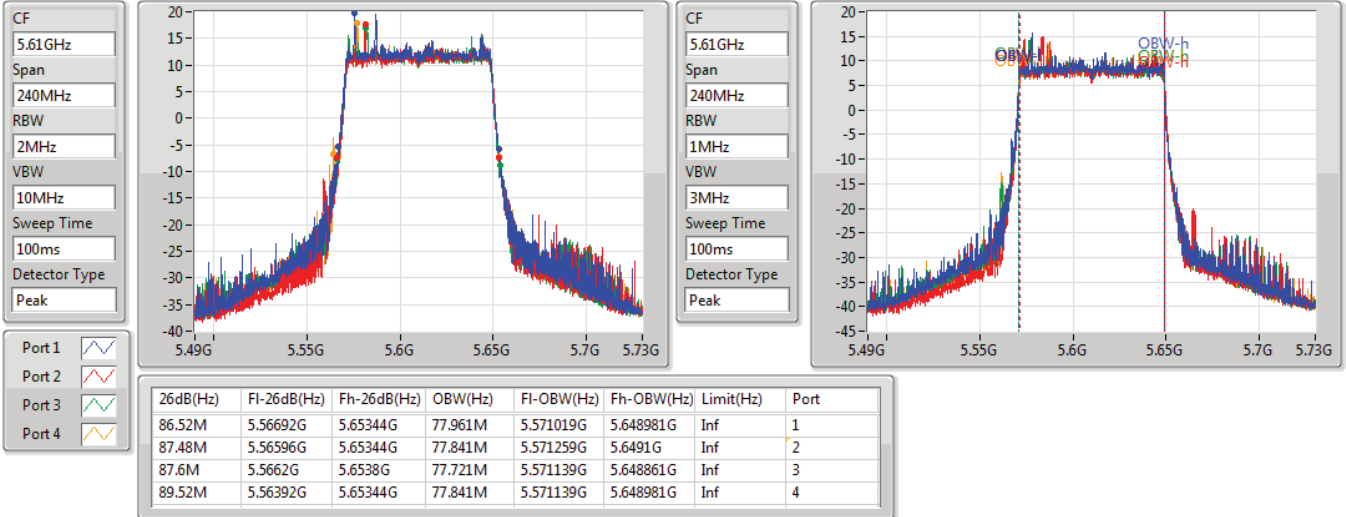 CF
5.61GHz
Span
240MHz
RBW
2MHz
VBW
10MHz
Sweep Time
100ms
Detector Type
Peak
20
15
10
5
0
-5
-10
-15
-20
-25
-30
-35
-40
5.49G 5.55G 5.6G 5.65G 5.7G 5.73G
CF
5.61GHz
Span
240MHz
RBW
1MHz
VBW
3MHz
Sweep Time
100ms
Detector Type
Peak
20
15
10
5
0
-5
-10
-15
-20
-25
-30
-35
-40
-45
OBW-h
OBW-h
5.49G 5.55G 5.6G 5.65G 5.7G 5.73G
Port 1
Port 2
Port 3
Port 4
26dB(Hz) Fl-26dB(Hz) Fh-26dB(Hz) OBW(Hz) Fl-OBW(Hz) Fh-OBW(Hz) Limit(Hz) Port
86.52M 5.56692G 5.65344G 77.961M 5.571019G 5.648981G Inf 1
87.48M 5.56596G 5.65344G 77.841M 5.571259G 5.6491G Inf 2
87.6M 5.5662G 5.6538G 77.721M 5.571139G 5.648861G Inf 3
89.52M 5.56392G 5.65344G 77.841M 5.571139G 5.648981G Inf 4